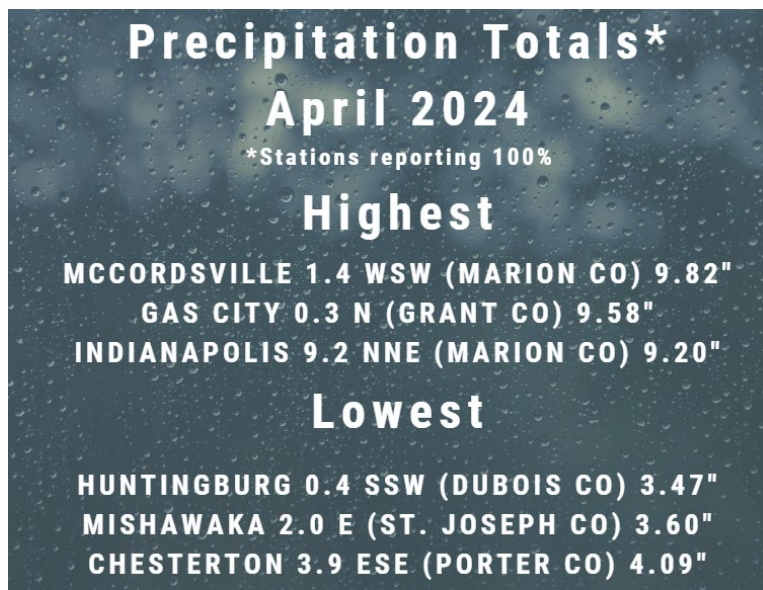 Precipitation Totals*
April 2024
*Stations reporting 100%
Highest
MCCORDSVILLE 1.4 WSW (MARION CO) 9.82"
GAS CITY 0.3 N (GRANT CO) 9.58"
INDIANAPOLIS 9.2 NNE (MARION CO) 9.20"
Lowest
HUNTINGBURG 0.4 SSW (DUBOIS CO) 3.47"
MISHAWAKA 2.0 E (ST. JOSEPH CO) 3.60"
CHESTERTON 3.9 ESE (PORTER CO) 4.09"